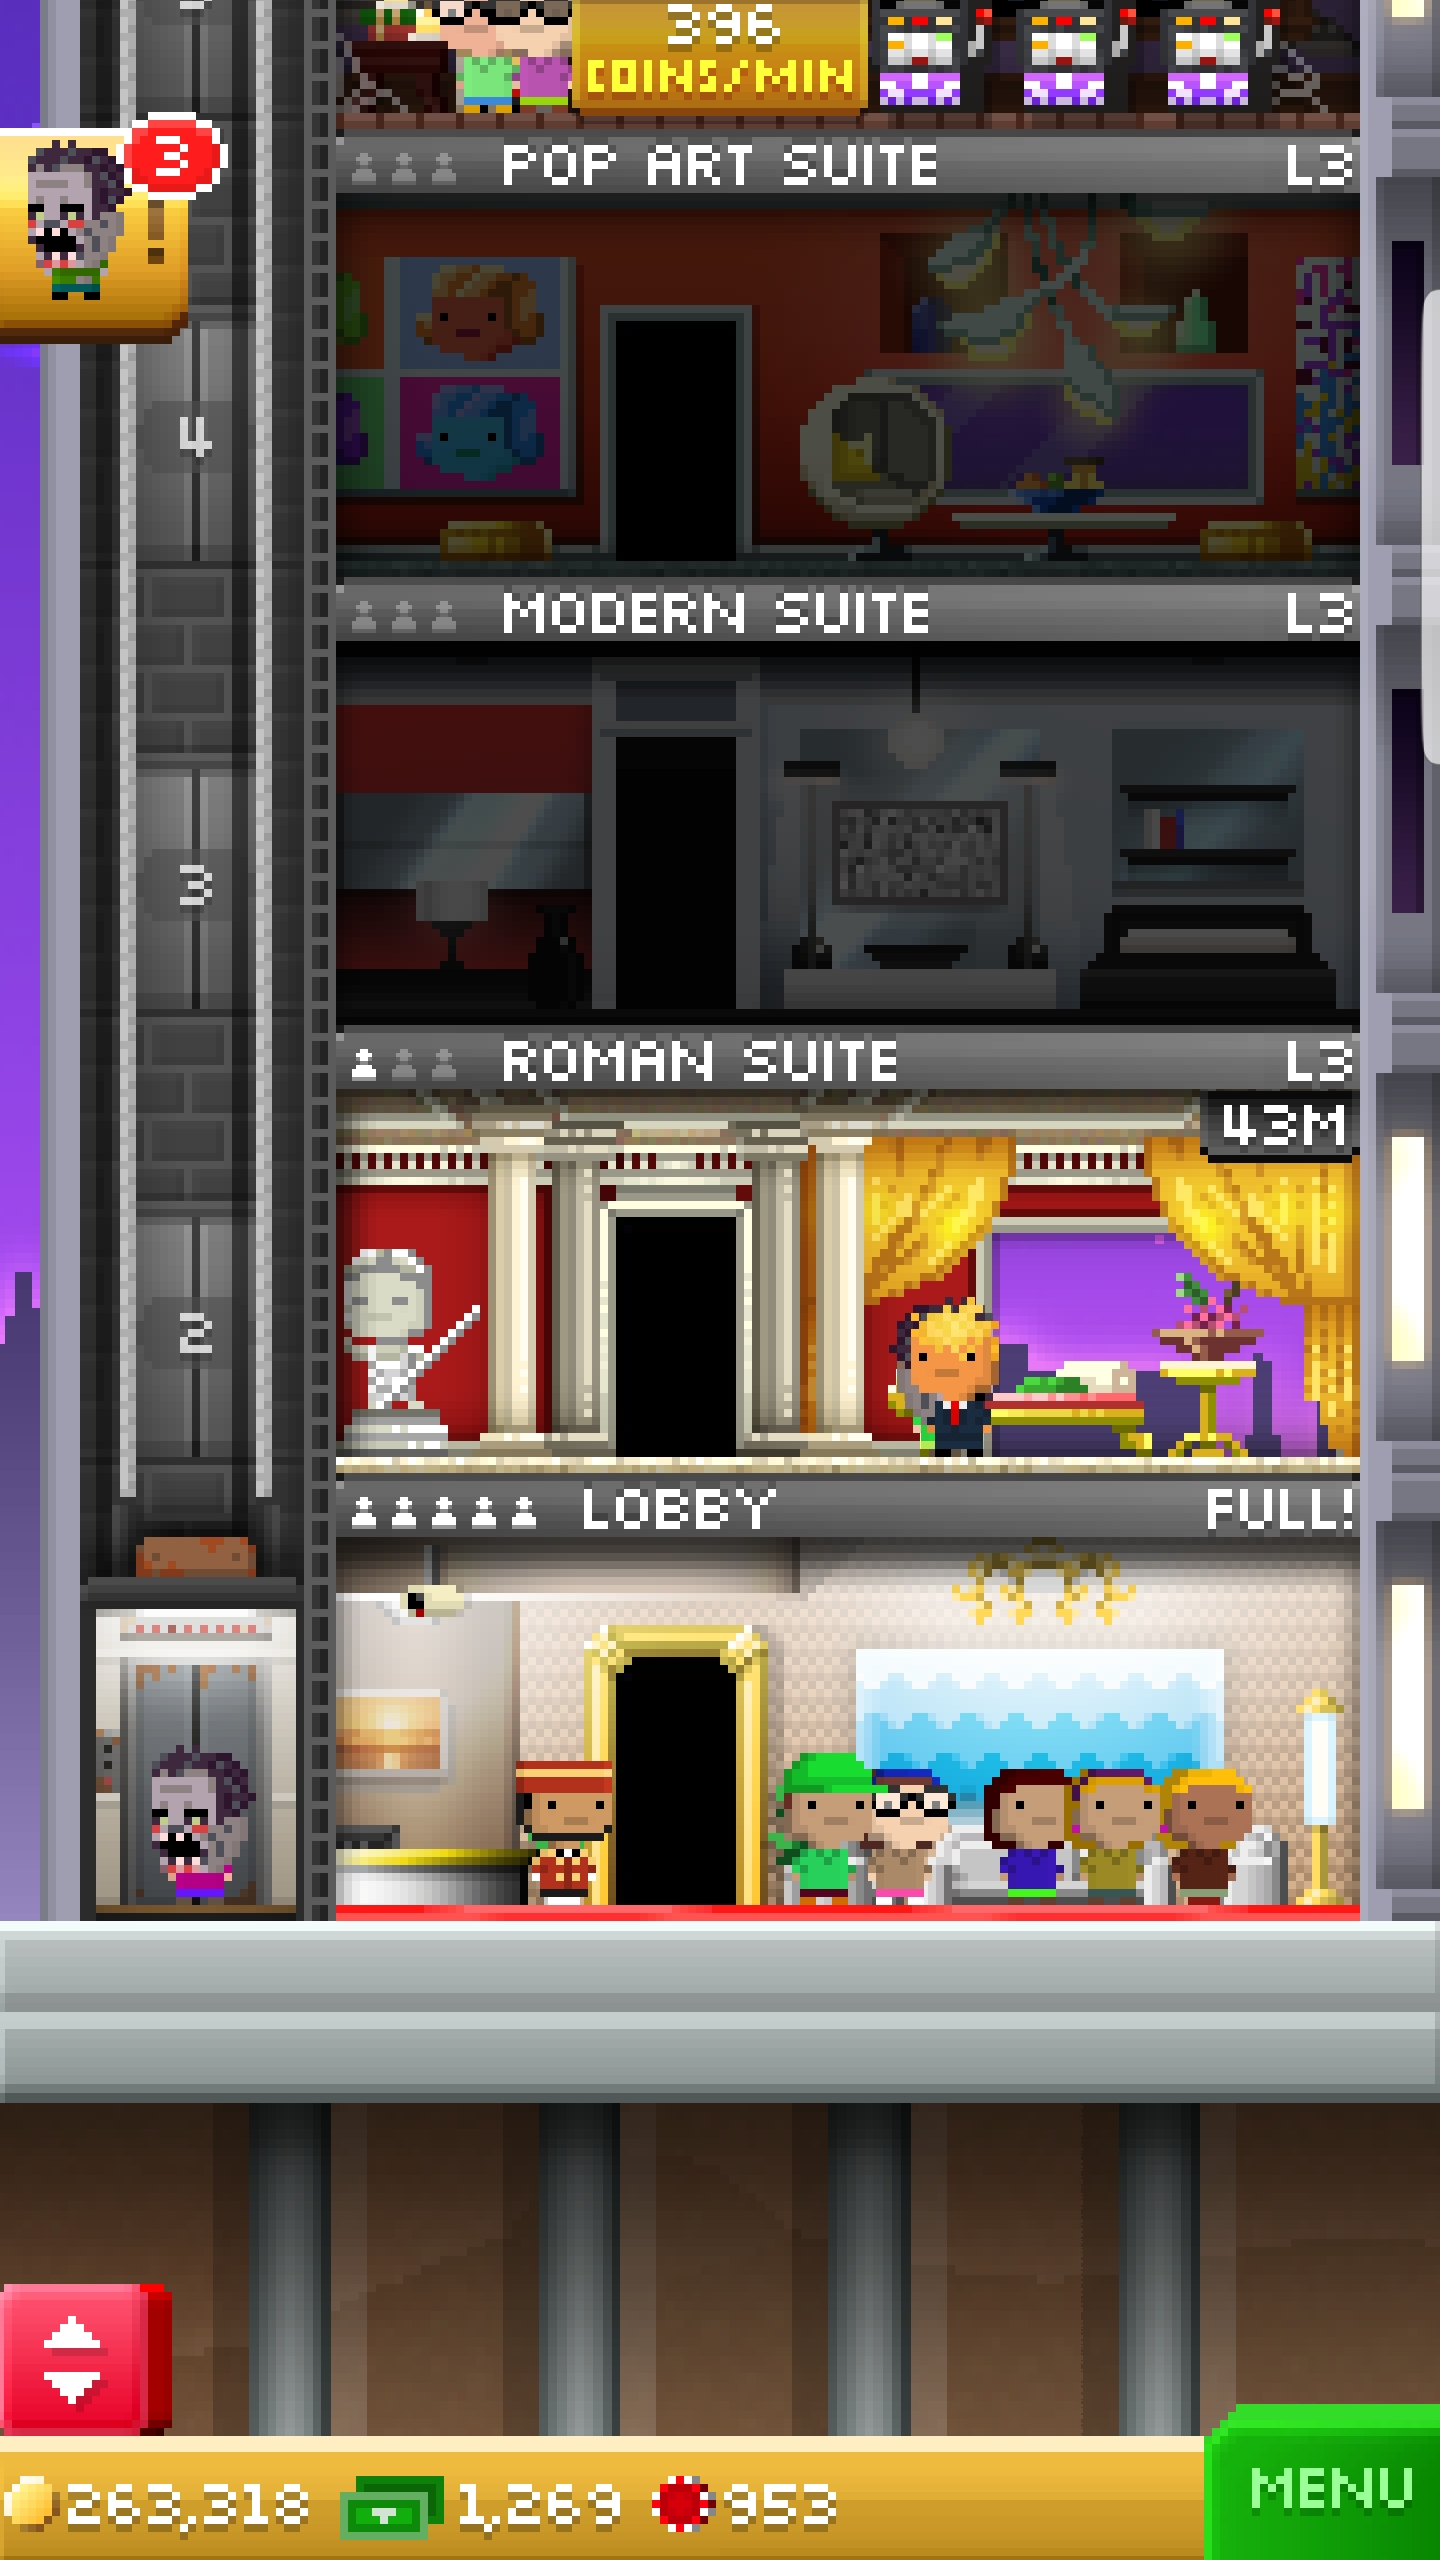 396
COINS/MIN
3
!
POP ART SUITE L3
4
MODERN SUITE L3
3
ROMAN SUITE L3
43M
2
LOBBY FULL!
263,318 1,269 953
MENU